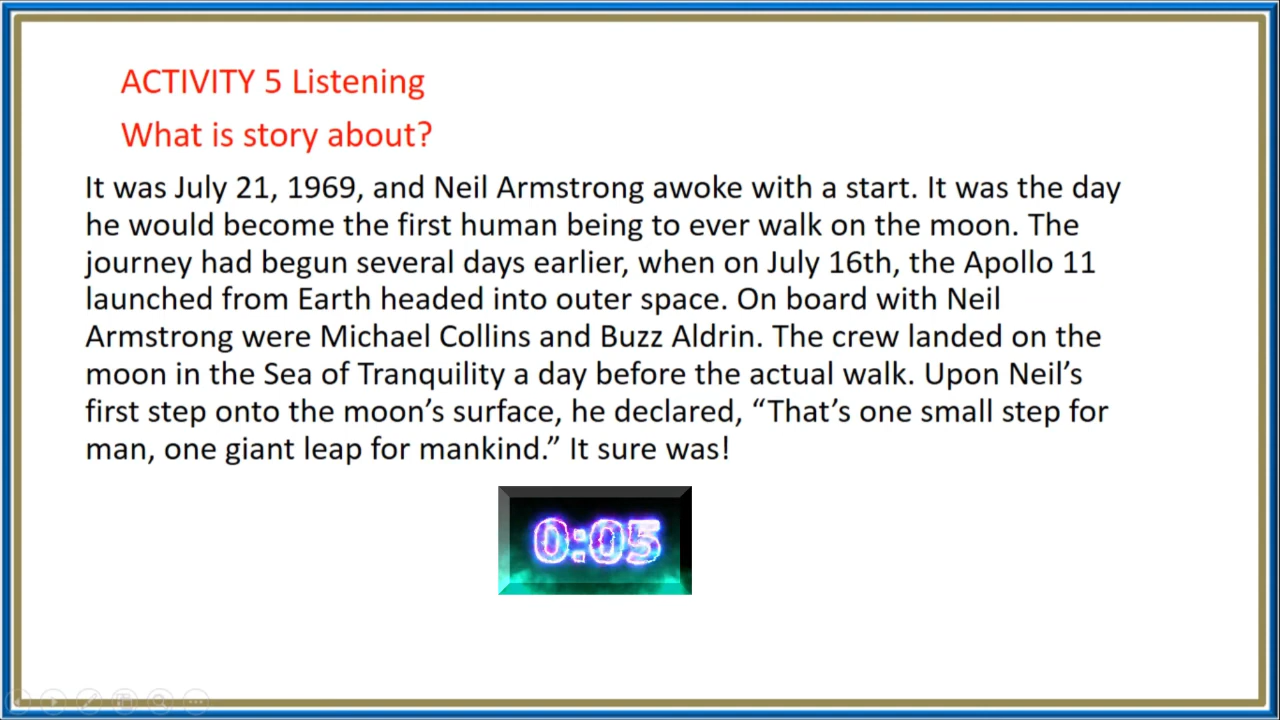 ACTIVITY 5 Listening
What is story about?
It was July 21, 1969, and Neil Armstrong awoke with a start. It was the day
he would become the first human being to ever walk on the moon. The
journey had begun several days earlier, when on July 16th, the Apollo 11
launched from Earth headed into outer space. On board with Neil
Armstrong were Michael Collins and Buzz Aldrin. The crew landed on the
moon in the Sea of Tranquility a day before the actual walk. Upon Neil’s
first step onto the moon’s surface, he declared, “That’s one small step for
man, one giant leap for mankind.” It sure was!
0:05